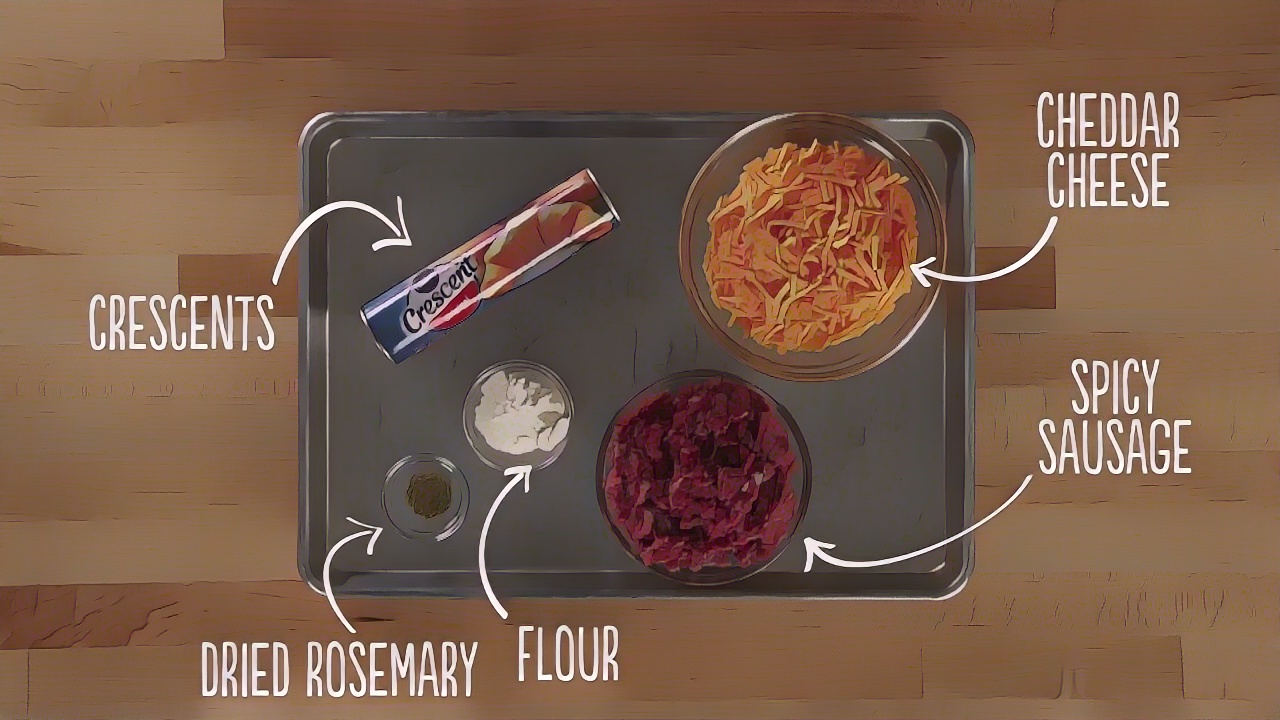 CHEDDAR
CHEESE
Crescent
CRESCENTS
SPICY
SAUSAGE
DRIED ROSEMARY
FLOUR